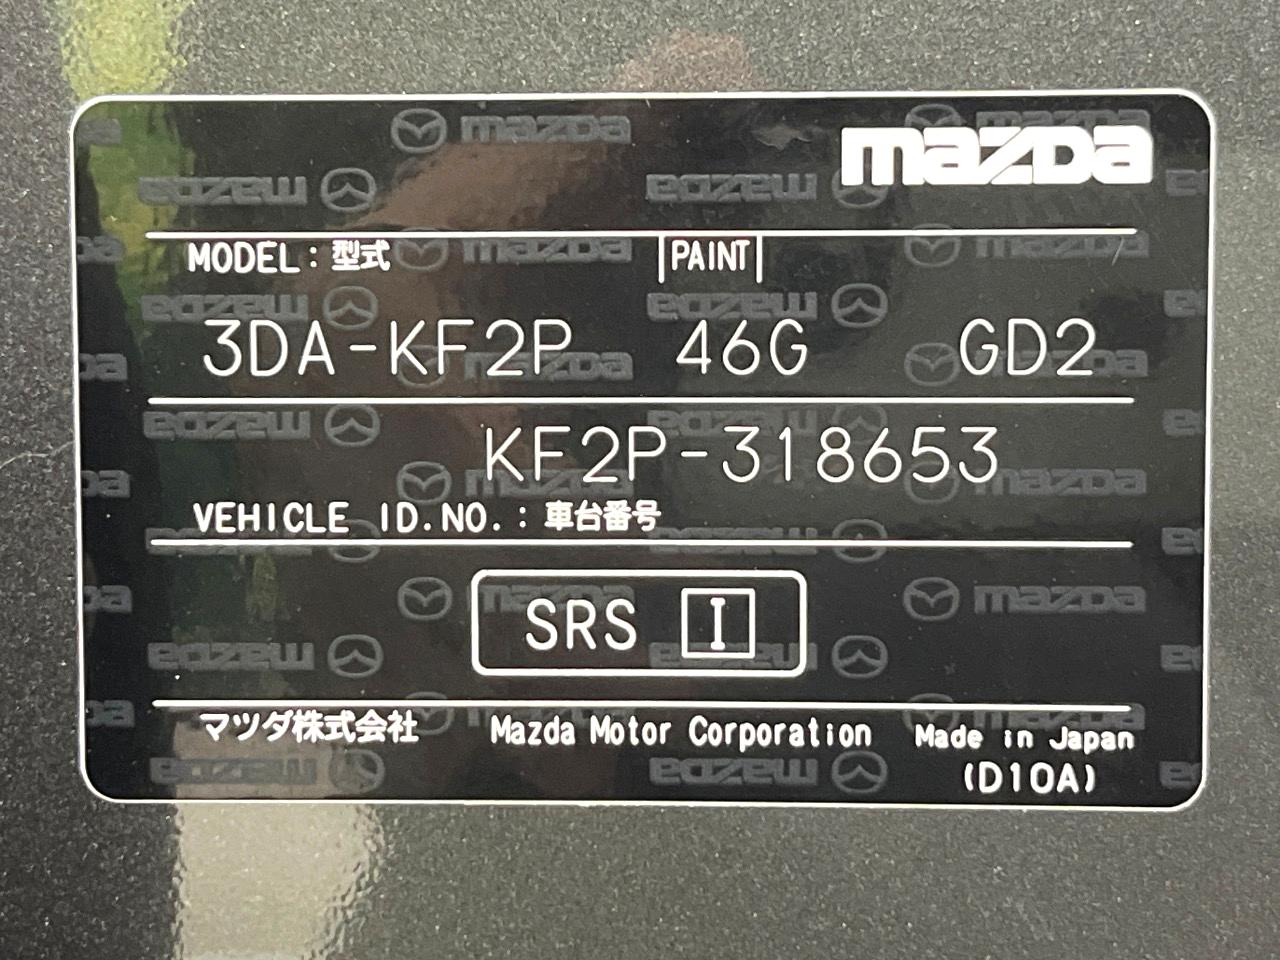 mazda
MODEL：型式 PAINT
3DA-KF2P 46G GD2
KF2P-318653
VEHICLE ID.NO.：車台番号
SRS I
マツダ株式会社 Mazda Motor Corporation Made in Japan
(D10A)